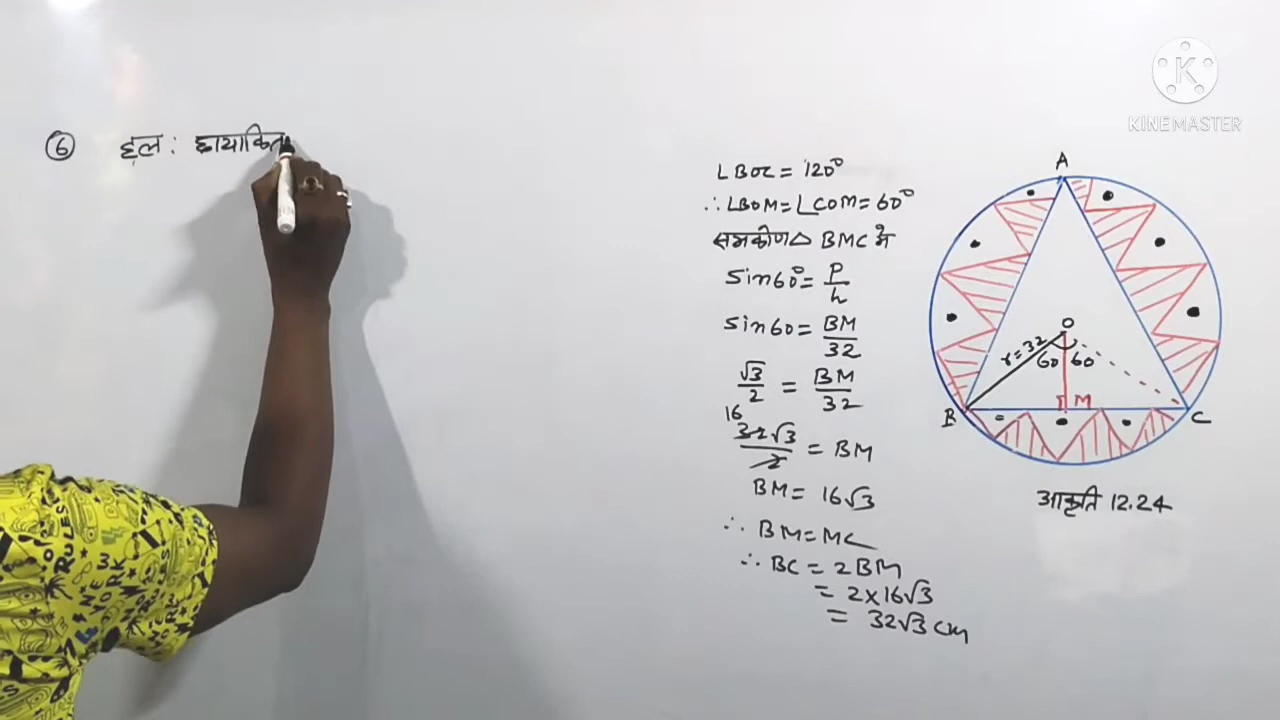 ⑥ हल : छायांकित
∠BOC = 120°
∴ ∠BOM = ∠COM = 60°
समकोण △ BMC में
sin60° = P/h
sin60 = BM/32
√3/2 = BM/32
16
32√3/2 = BM
BM = 16√3
∴ BM = MC
∴ BC = 2BM
= 2×16√3
= 32√3 cm
A
O
r = 32
60 60
B M C
आकृति 12.24
K
KINEMASTER